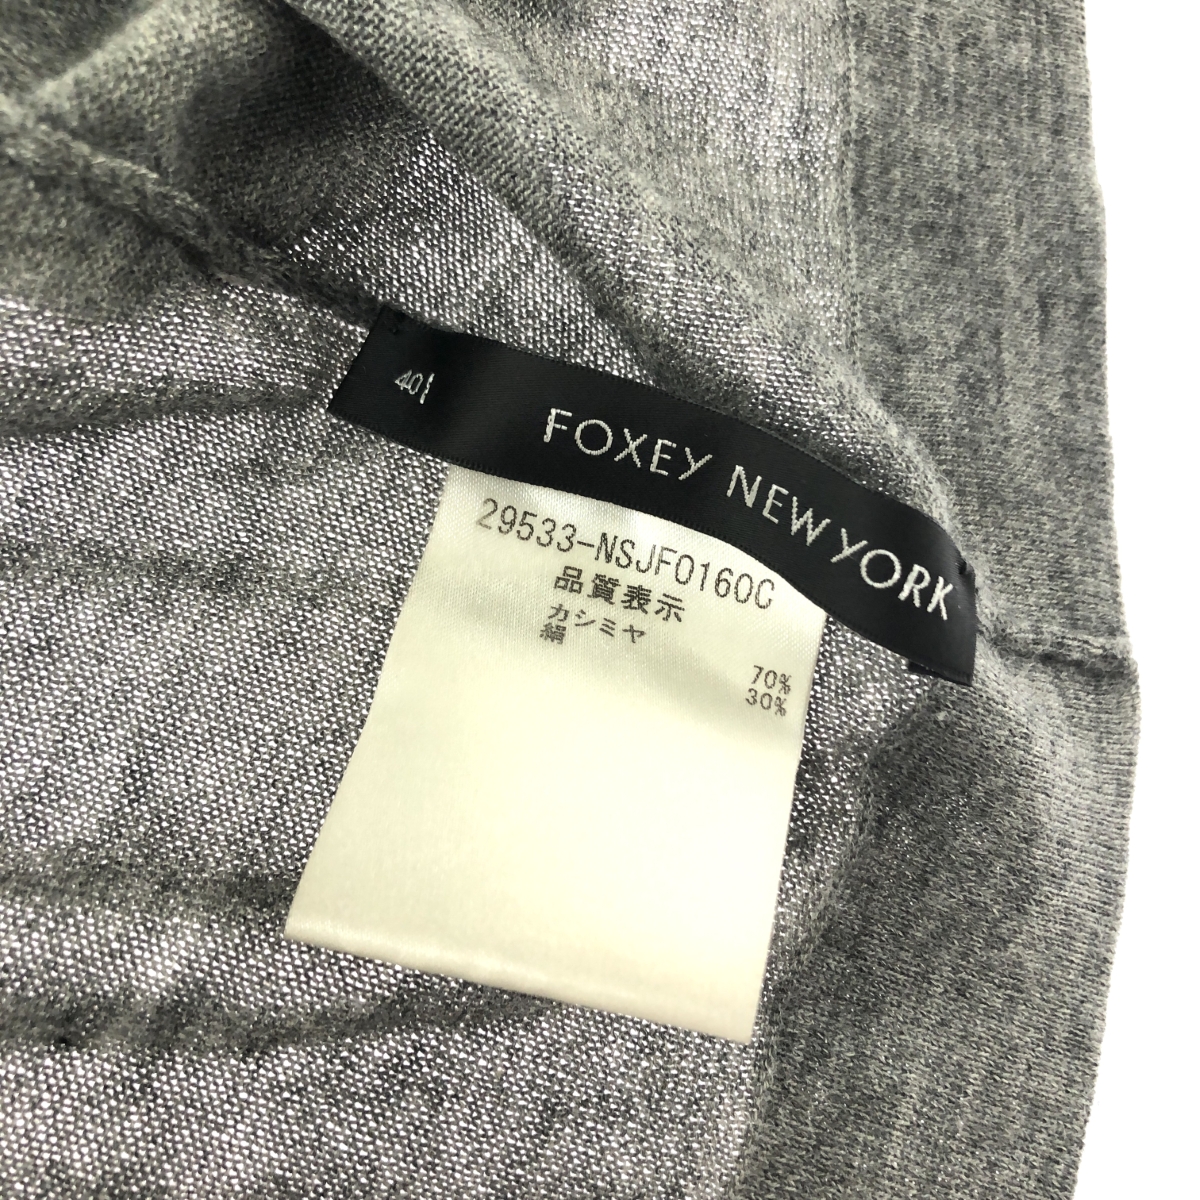 40
FOXEY NEW YORK
29533-NSJF0160C
品質表示
カシミヤ 70%
絹 30%